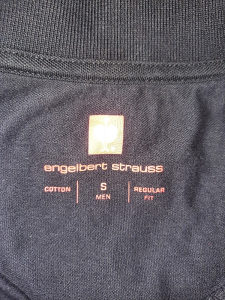 engelbert strauss
COTTON | S MEN | REGULAR FIT